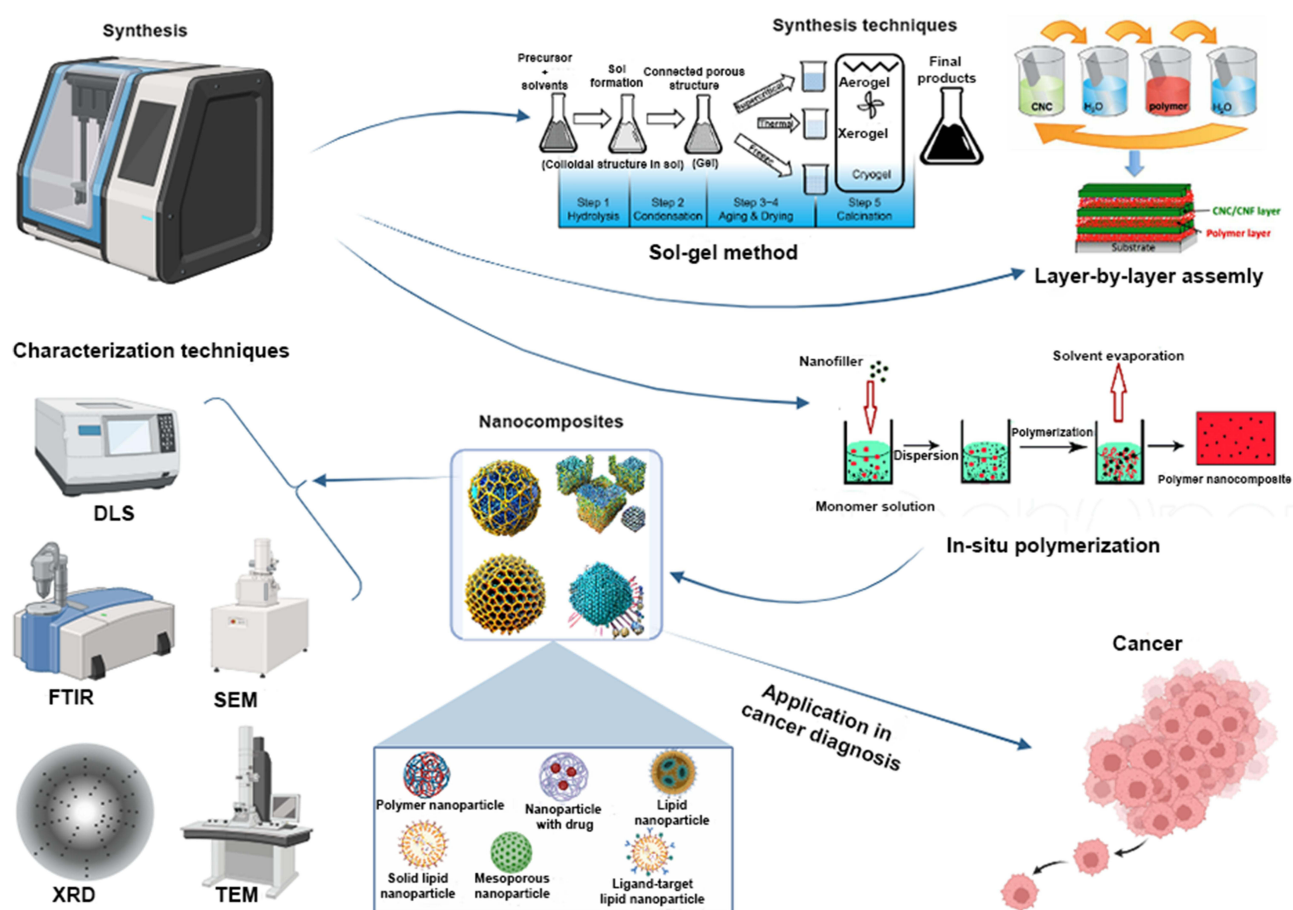 Synthesis
Synthesis techniques
Precursor
+
solvents
Sol
formation
Connected porous
structure
Supercritical
Thermal
Freeze
Aerogel
Xerogel
Cryogel
Final
products
(Colloidal structure in sol)
(Gel)
Step 1
Hydrolysis
Step 2
Condensation
Step 3–4
Aging & Drying
Step 5
Calcination
Sol-gel method
CNC
H₂O
polymer
H₂O
CNC/CNF layer
Polymer layer
Substrate
Layer-by-layer assemly
Characterization techniques
DLS
FTIR
SEM
XRD
TEM
Nanocomposites
Nanofiller
Solvent evaporation
Dispersion
Polymerization
Monomer solution
Polymer nanocomposite
In-situ polymerization
Application in
cancer diagnosis
Cancer
Polymer nanoparticle
Nanoparticle
with drug
Lipid
nanoparticle
Solid lipid
nanoparticle
Mesoporous
nanoparticle
Ligand-target
lipid nanoparticle